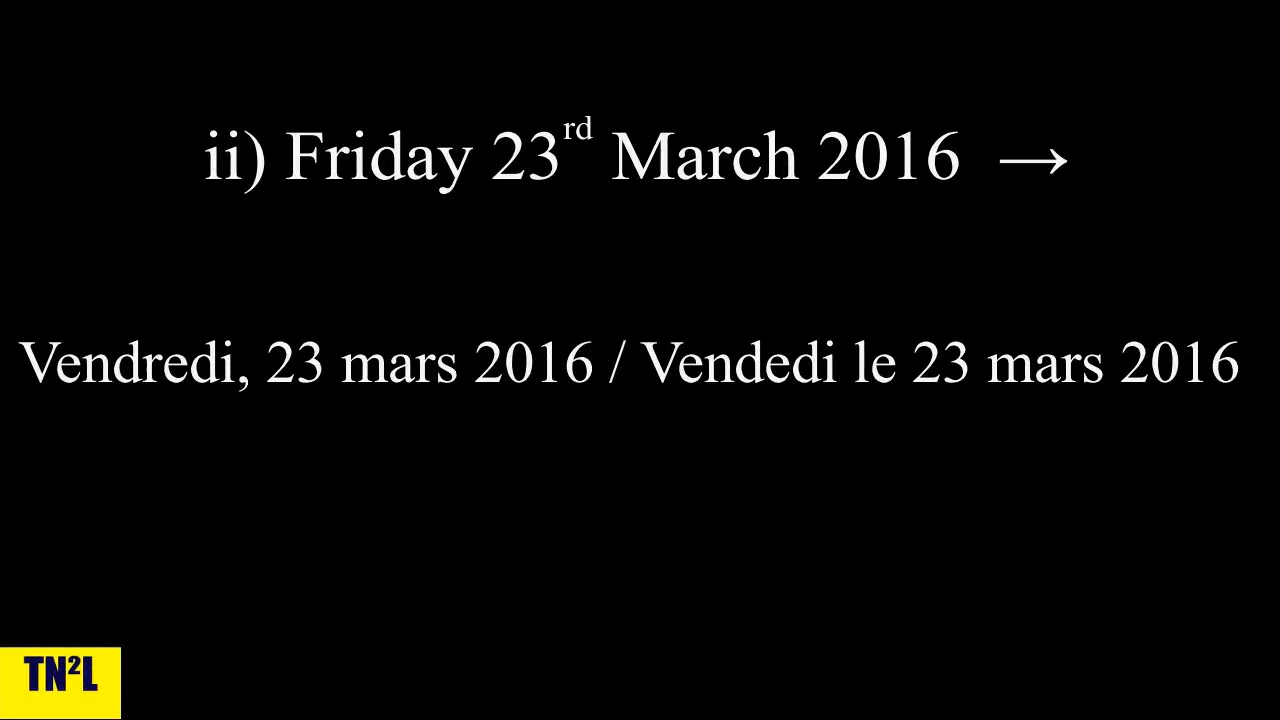 ii) Friday 23rd March 2016 →
Vendredi, 23 mars 2016 / Vendedi le 23 mars 2016
TN²L